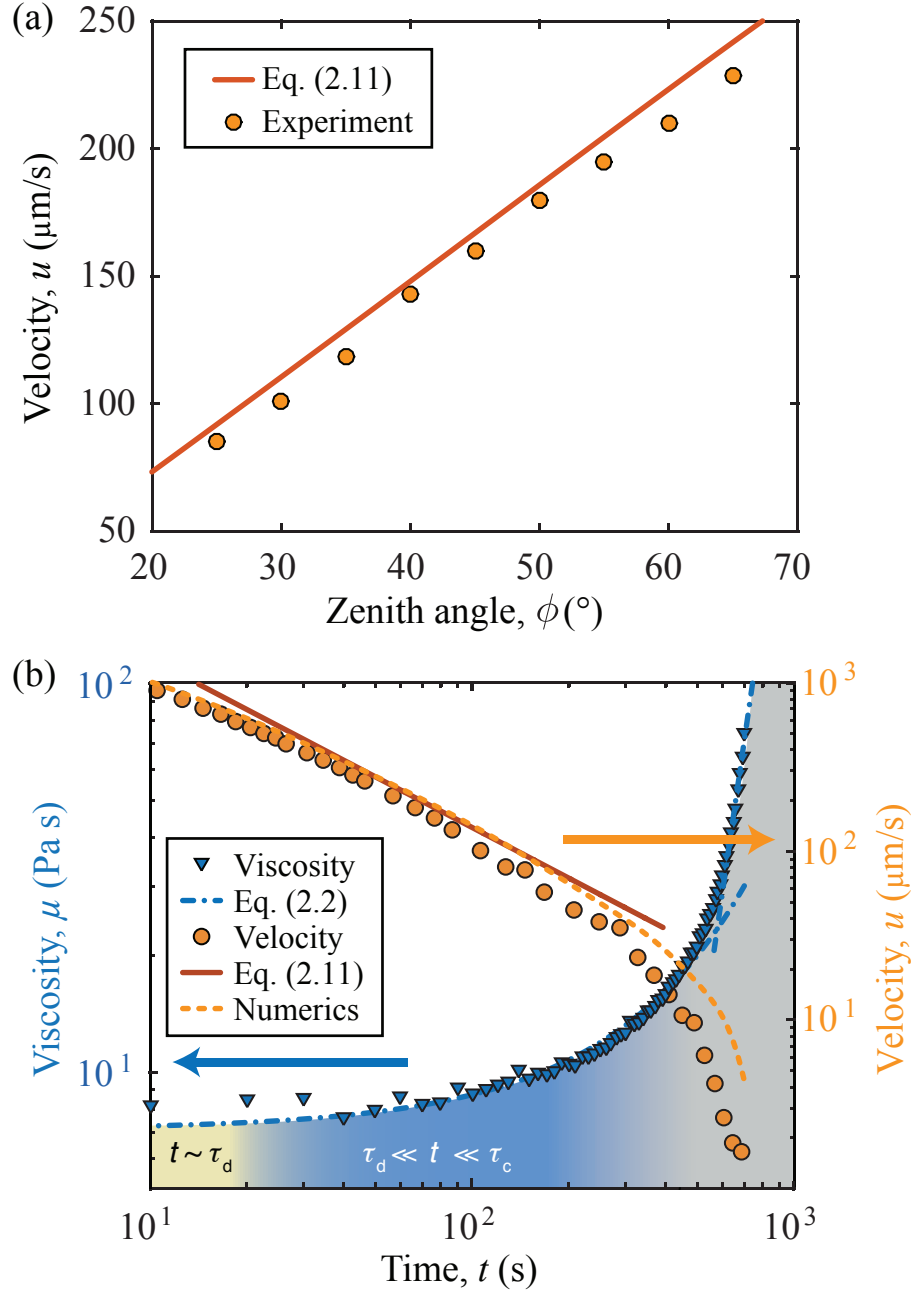 (a)
250
200
150
100
50
Velocity, u (μm/s)
Eq. (2.11)
Experiment
20 30 40 50 60 70
Zenith angle, ϕ (°)
(b)
10²
10¹
Viscosity, μ (Pa s)
10³
10²
10¹
Velocity, u (μm/s)
Viscosity
Eq. (2.2)
Velocity
Eq. (2.11)
Numerics
t ~ τd
τd ≪ t ≪ τc
10¹ 10² 10³
Time, t (s)